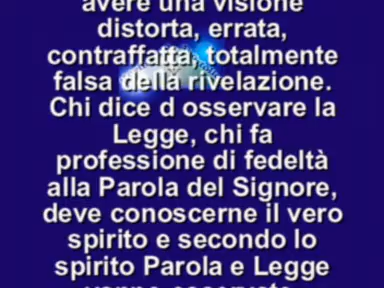 avere una visione
distorta, errata,
contraffatta, totalmente
falsa della rivelazione.
Chi dice d osservare la
Legge, chi fa
professione di fedeltà
alla Parola del Signore,
deve conoscerne il vero
spirito e secondo lo
spirito Parola e Legge
vanno osservate